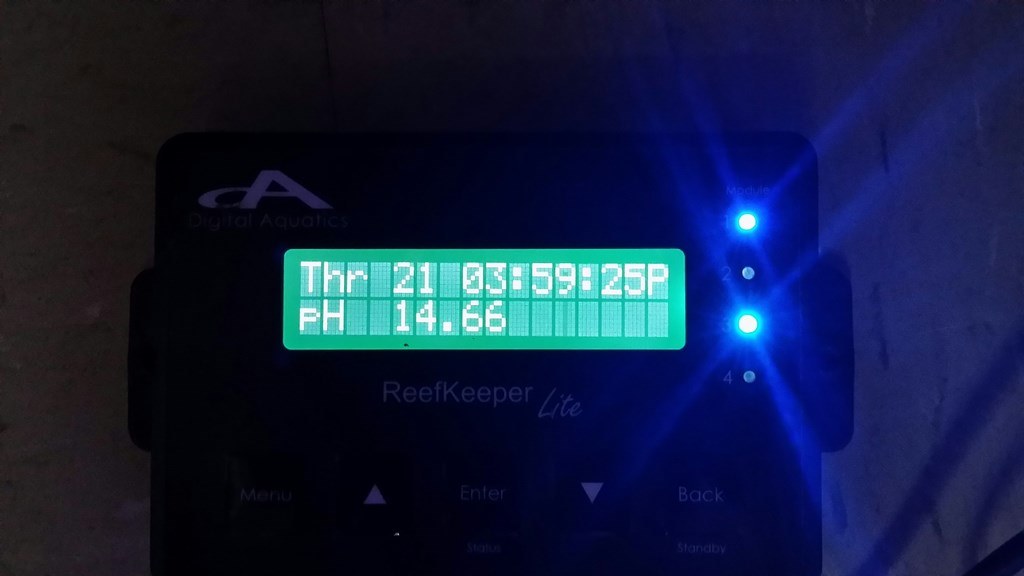 dA
Digital Aquatics
Module
1
2
3
4
Thr 21 03:59:25P
pH 14.66
ReefKeeper Lite
Menu ▲ Enter ▼ Back
Status Standby